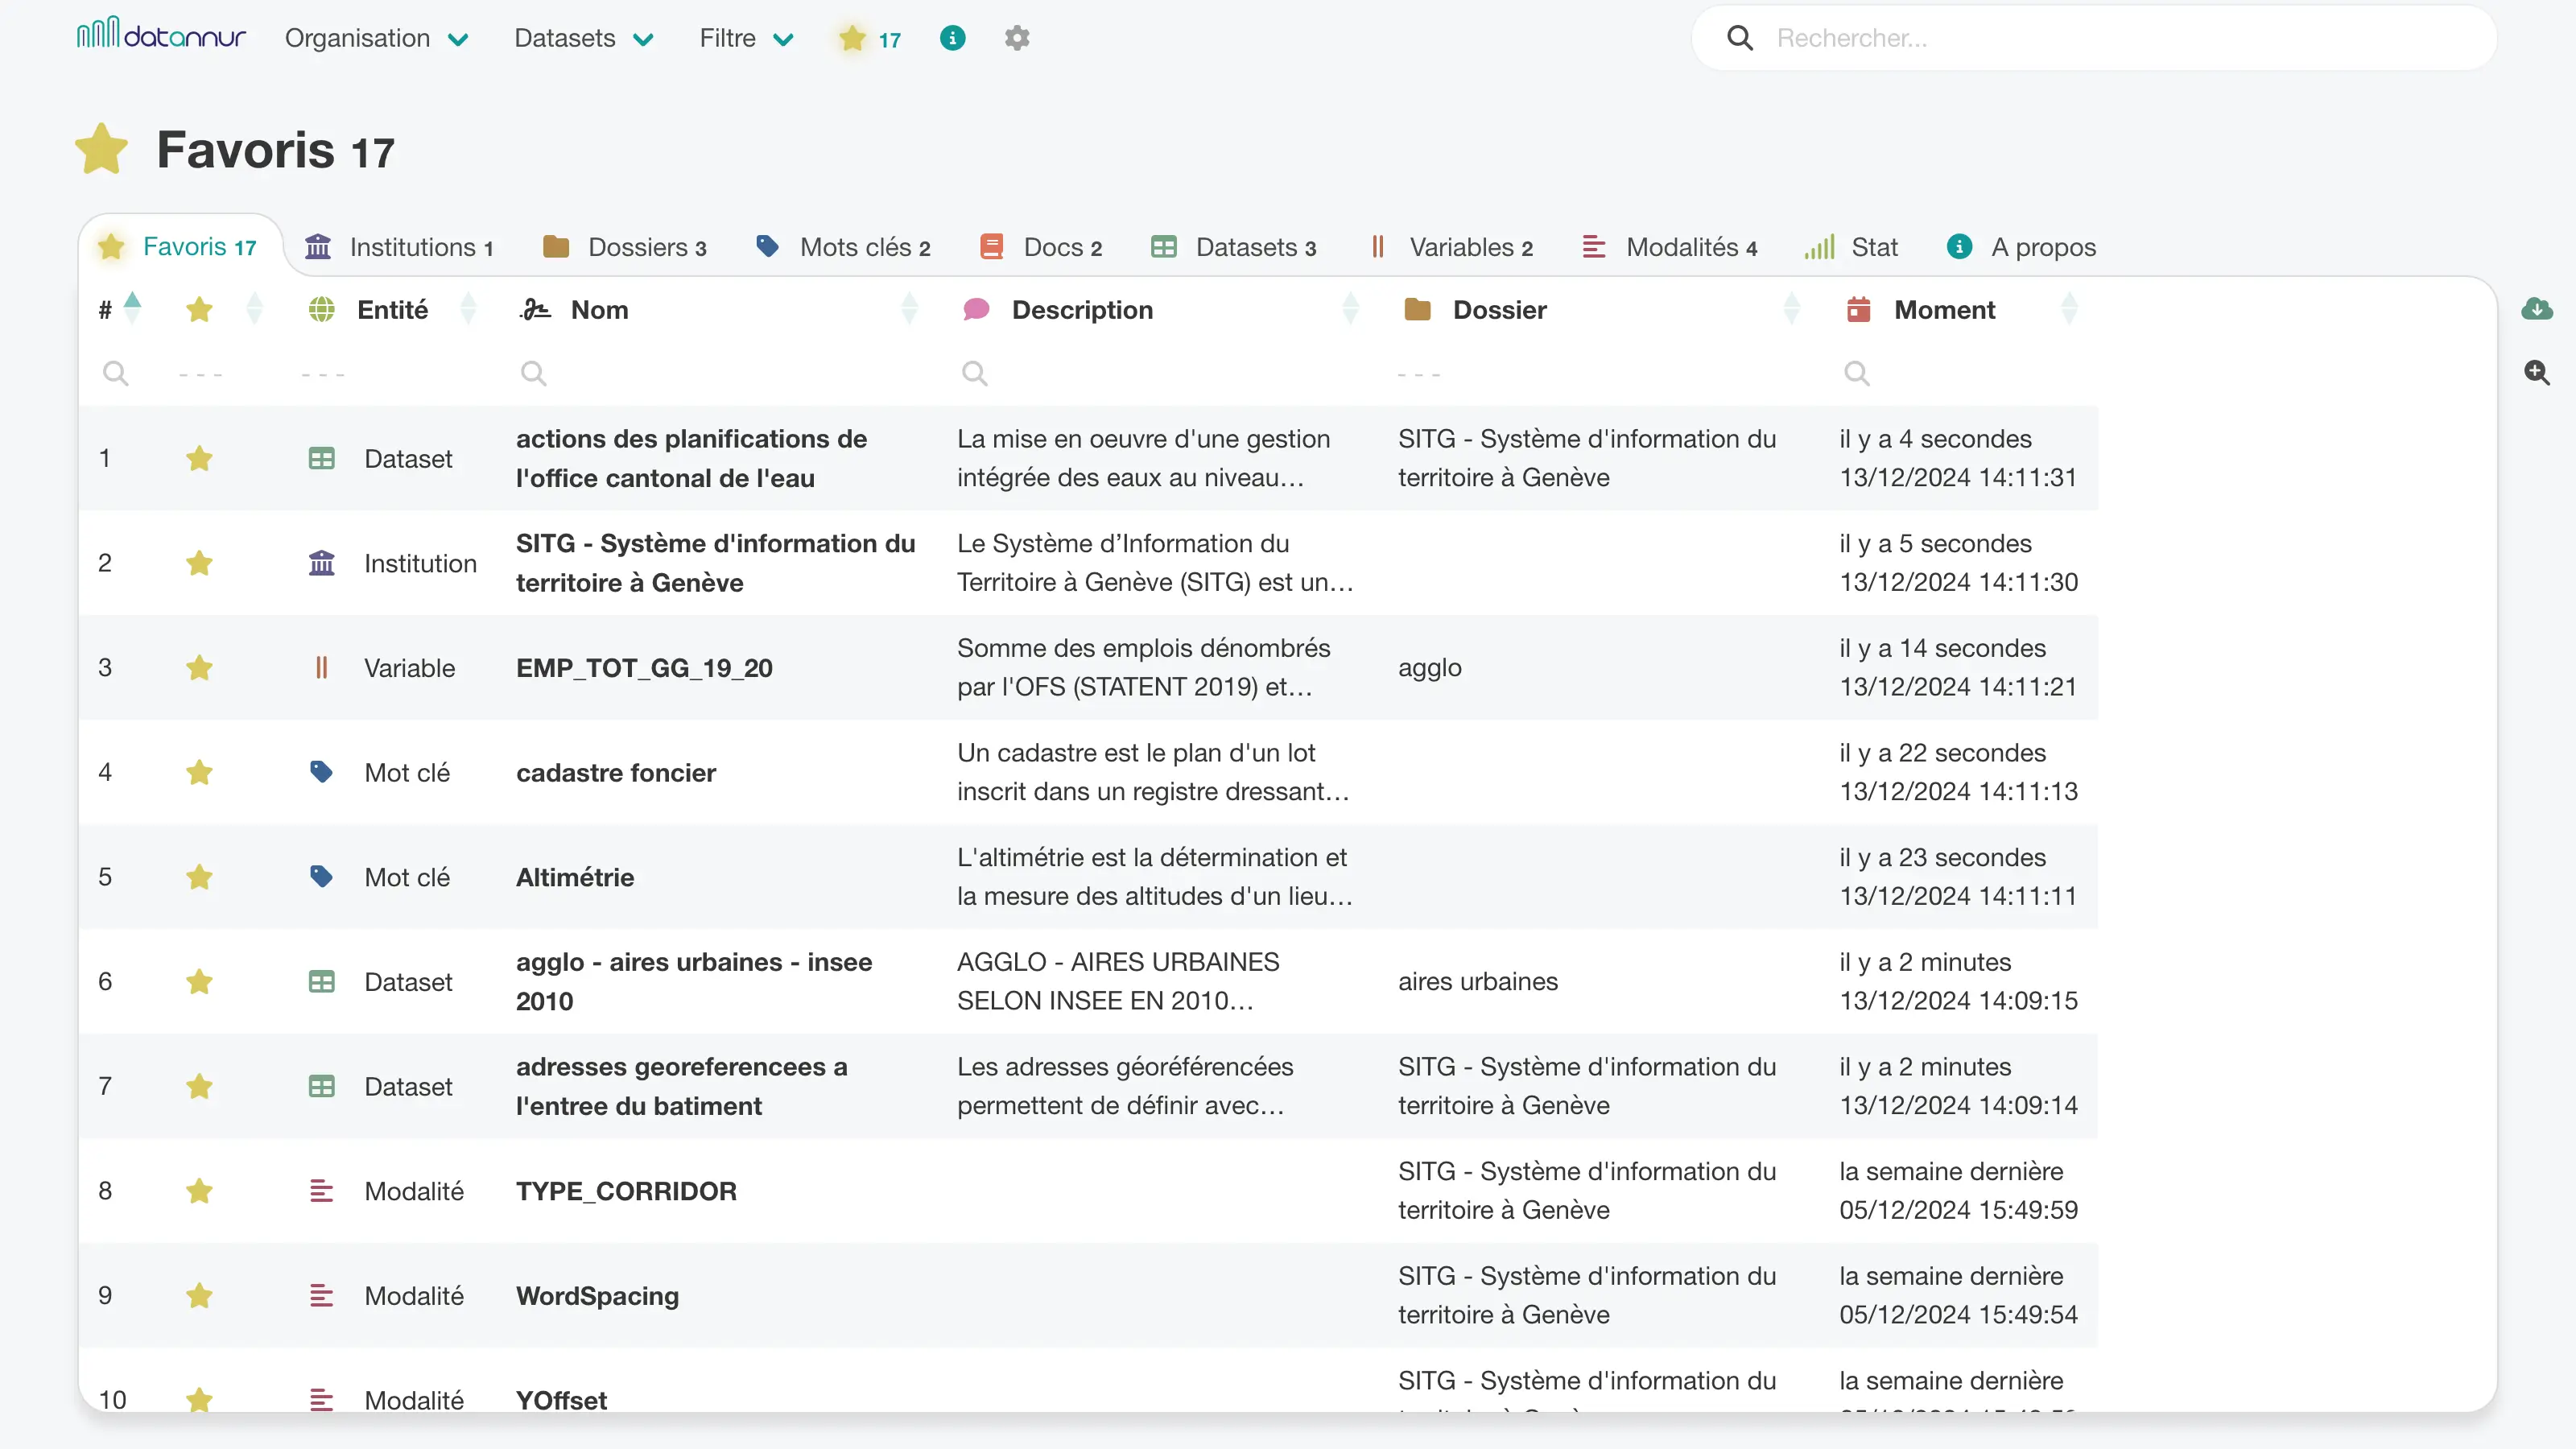 datannur Organisation Datasets Filtre 17 Rechercher...
Favoris 17
Favoris 17 Institutions 1 Dossiers 3 Mots clés 2 Docs 2 Datasets 3 Variables 2 Modalités 4 Stat A propos
# Entité Nom Description Dossier Moment
--- --- ---
1 Dataset actions des planifications de l'office cantonal de l'eau La mise en oeuvre d'une gestion intégrée des eaux au niveau… SITG - Système d'information du territoire à Genève il y a 4 secondes 13/12/2024 14:11:31
2 Institution SITG - Système d'information du territoire à Genève Le Système d’Information du Territoire à Genève (SITG) est un… il y a 5 secondes 13/12/2024 14:11:30
3 Variable EMP_TOT_GG_19_20 Somme des emplois dénombrés par l'OFS (STATENT 2019) et… agglo il y a 14 secondes 13/12/2024 14:11:21
4 Mot clé cadastre foncier Un cadastre est le plan d'un lot inscrit dans un registre dressant… il y a 22 secondes 13/12/2024 14:11:13
5 Mot clé Altimétrie L'altimétrie est la détermination et la mesure des altitudes d'un lieu… il y a 23 secondes 13/12/2024 14:11:11
6 Dataset agglo - aires urbaines - insee 2010 AGGLO - AIRES URBAINES SELON INSEE EN 2010… aires urbaines il y a 2 minutes 13/12/2024 14:09:15
7 Dataset adresses georeferencees a l'entree du batiment Les adresses géoréférencées permettent de définir avec… SITG - Système d'information du territoire à Genève il y a 2 minutes 13/12/2024 14:09:14
8 Modalité TYPE_CORRIDOR SITG - Système d'information du territoire à Genève la semaine dernière 05/12/2024 15:49:59
9 Modalité WordSpacing SITG - Système d'information du territoire à Genève la semaine dernière 05/12/2024 15:49:54
10 Modalité YOffset SITG - Système d'information du la semaine dernière